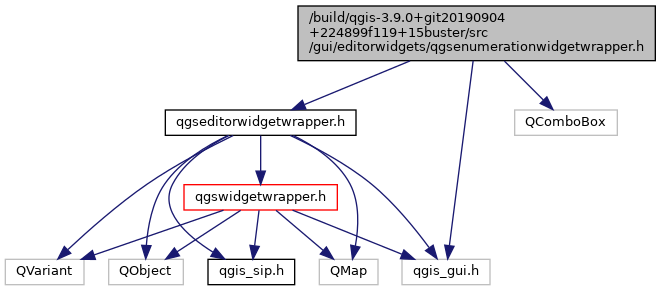 /build/qgis-3.9.0+git20190904
+224899f119+15buster/src
/gui/editorwidgets/qgsenumerationwidgetwrapper.h
qgseditorwidgetwrapper.h
QComboBox
qgswidgetwrapper.h
QVariant
QObject
qgis_sip.h
QMap
qgis_gui.h